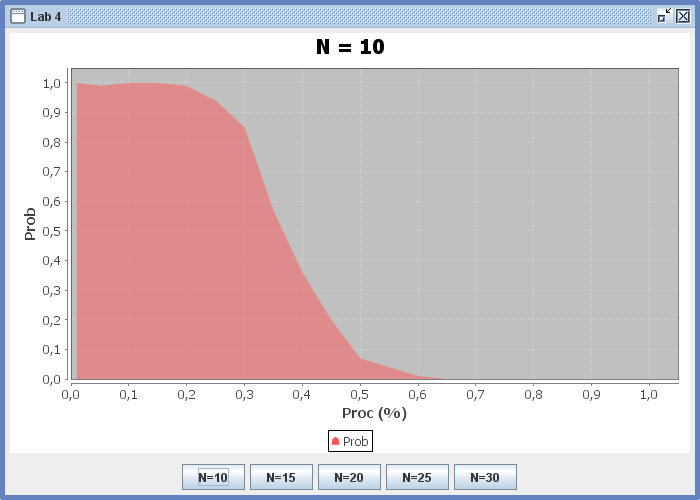 Lab 4
N = 10
1,0
0,9
0,8
0,7
0,6
0,5
0,4
0,3
0,2
0,1
0,0
Prob
0,0 0,1 0,2 0,3 0,4 0,5 0,6 0,7 0,8 0,9 1,0
Proc (%)
Prob
N=10 N=15 N=20 N=25 N=30